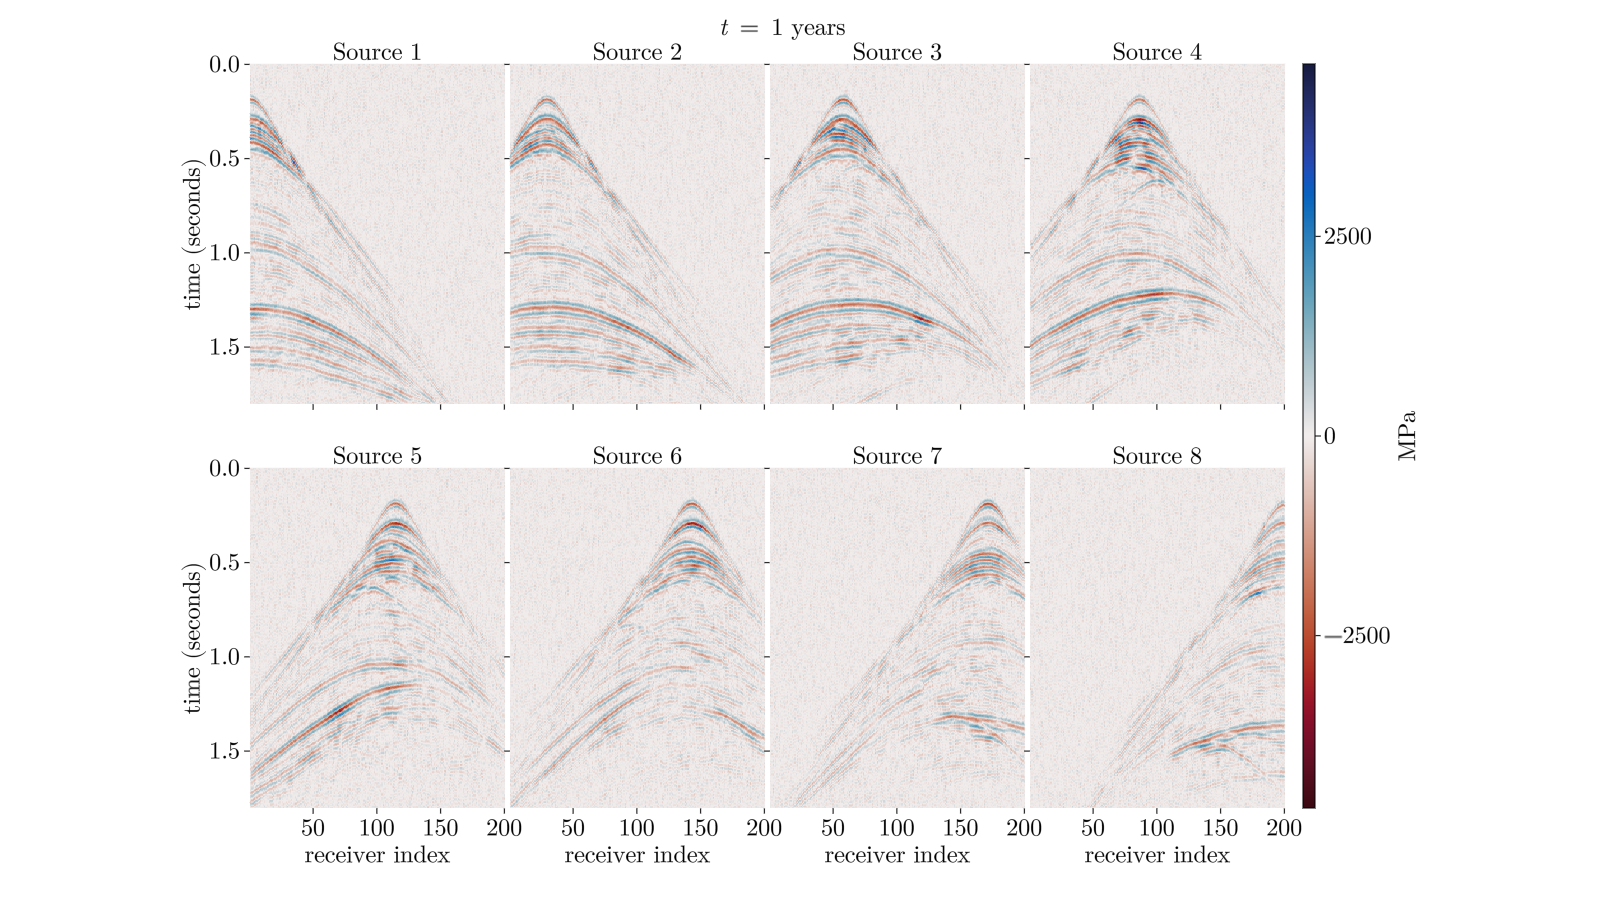 t = 1 years
Source 1 Source 2 Source 3 Source 4
0.0
0.5
1.0
1.5
time (seconds)
Source 5 Source 6 Source 7 Source 8
0.0
0.5
1.0
1.5
time (seconds)
50 100 150 200 50 100 150 200 50 100 150 200 50 100 150 200
receiver index receiver index receiver index receiver index
2500
0
−2500
MPa